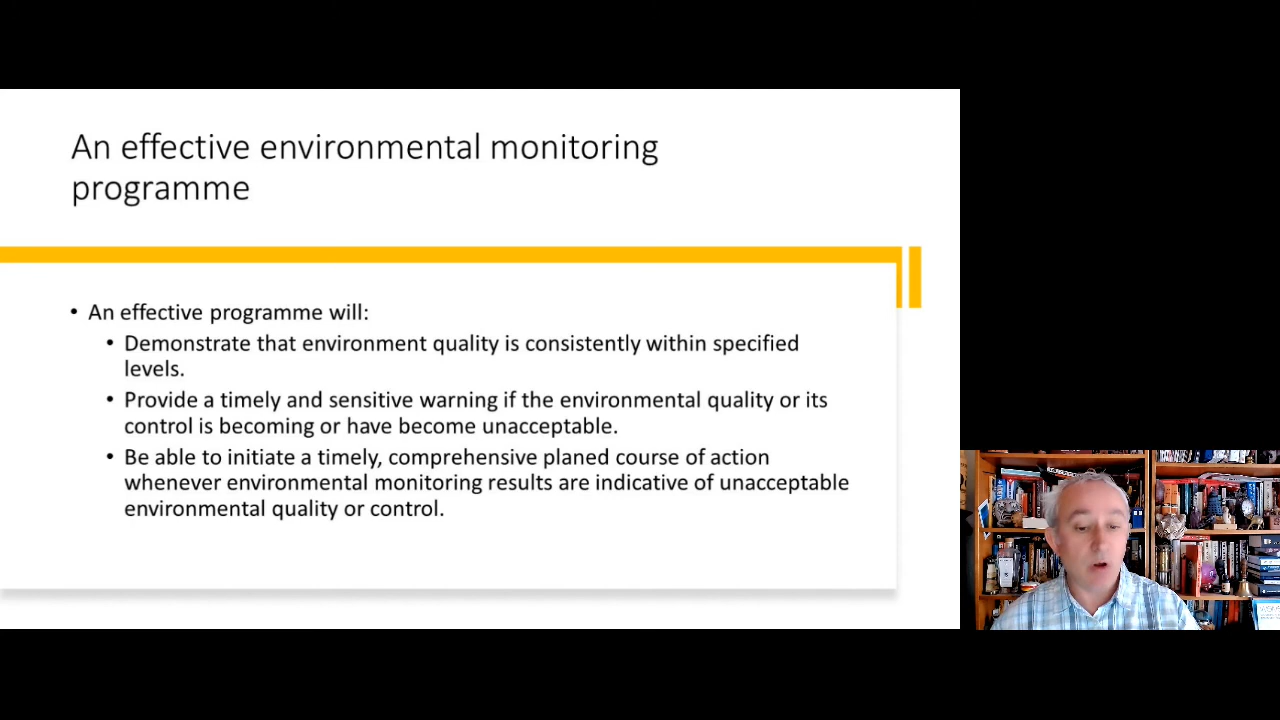 An effective environmental monitoring
programme
• An effective programme will:
• Demonstrate that environment quality is consistently within specified
levels.
• Provide a timely and sensitive warning if the environmental quality or its
control is becoming or have become unacceptable.
• Be able to initiate a timely, comprehensive planed course of action
whenever environmental monitoring results are indicative of unacceptable
environmental quality or control.